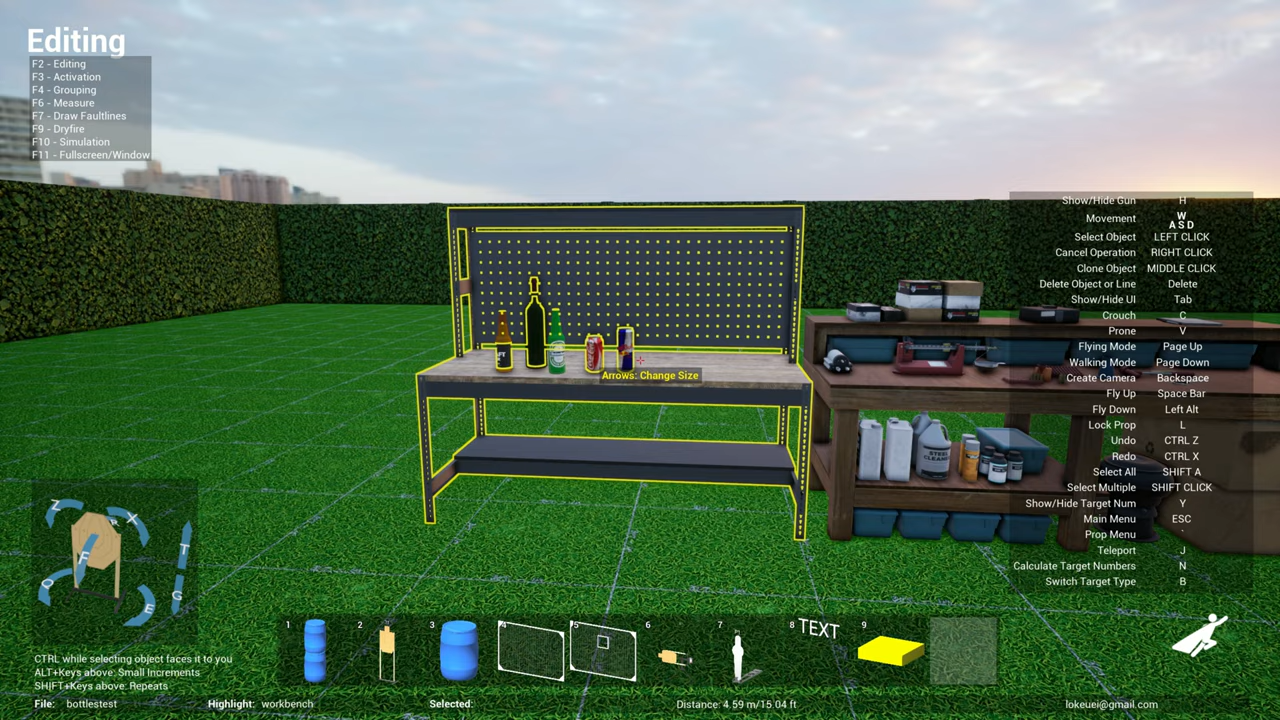 Editing
F2 - Editing
F3 - Activation
F4 - Grouping
F6 - Measure
F7 - Draw Faultlines
F9 - Dryfire
F10 - Simulation
F11 - Fullscreen/Window
Show/Hide Gun H
Movement W
A S D
Select Object LEFT CLICK
Cancel Operation RIGHT CLICK
Clone Object MIDDLE CLICK
Delete Object or Line Delete
Show/Hide UI Tab
Crouch C
Prone V
Flying Mode Page Up
Walking Mode Page Down
Create Camera Backspace
Fly Up Space Bar
Fly Down Left Alt
Lock Prop L
Undo CTRL Z
Redo CTRL X
Select All SHIFT A
Select Multiple SHIFT CLICK
Show/Hide Target Num Y
Main Menu ESC
Prop Menu `
Teleport J
Calculate Target Numbers N
Switch Target Type B
Arrows: Change Size
STEEL
CLEANER
Z X
F T
Q E G
1 2 3 4 5 6 7 8 TEXT 9
CTRL while selecting object faces it to you
ALT+Keys above: Small Increments
SHIFT+Keys above: Repeats
File: bottlestest Highlight: workbench Selected: Distance: 4.59 m/15.04 ft lokeuei@gmail.com